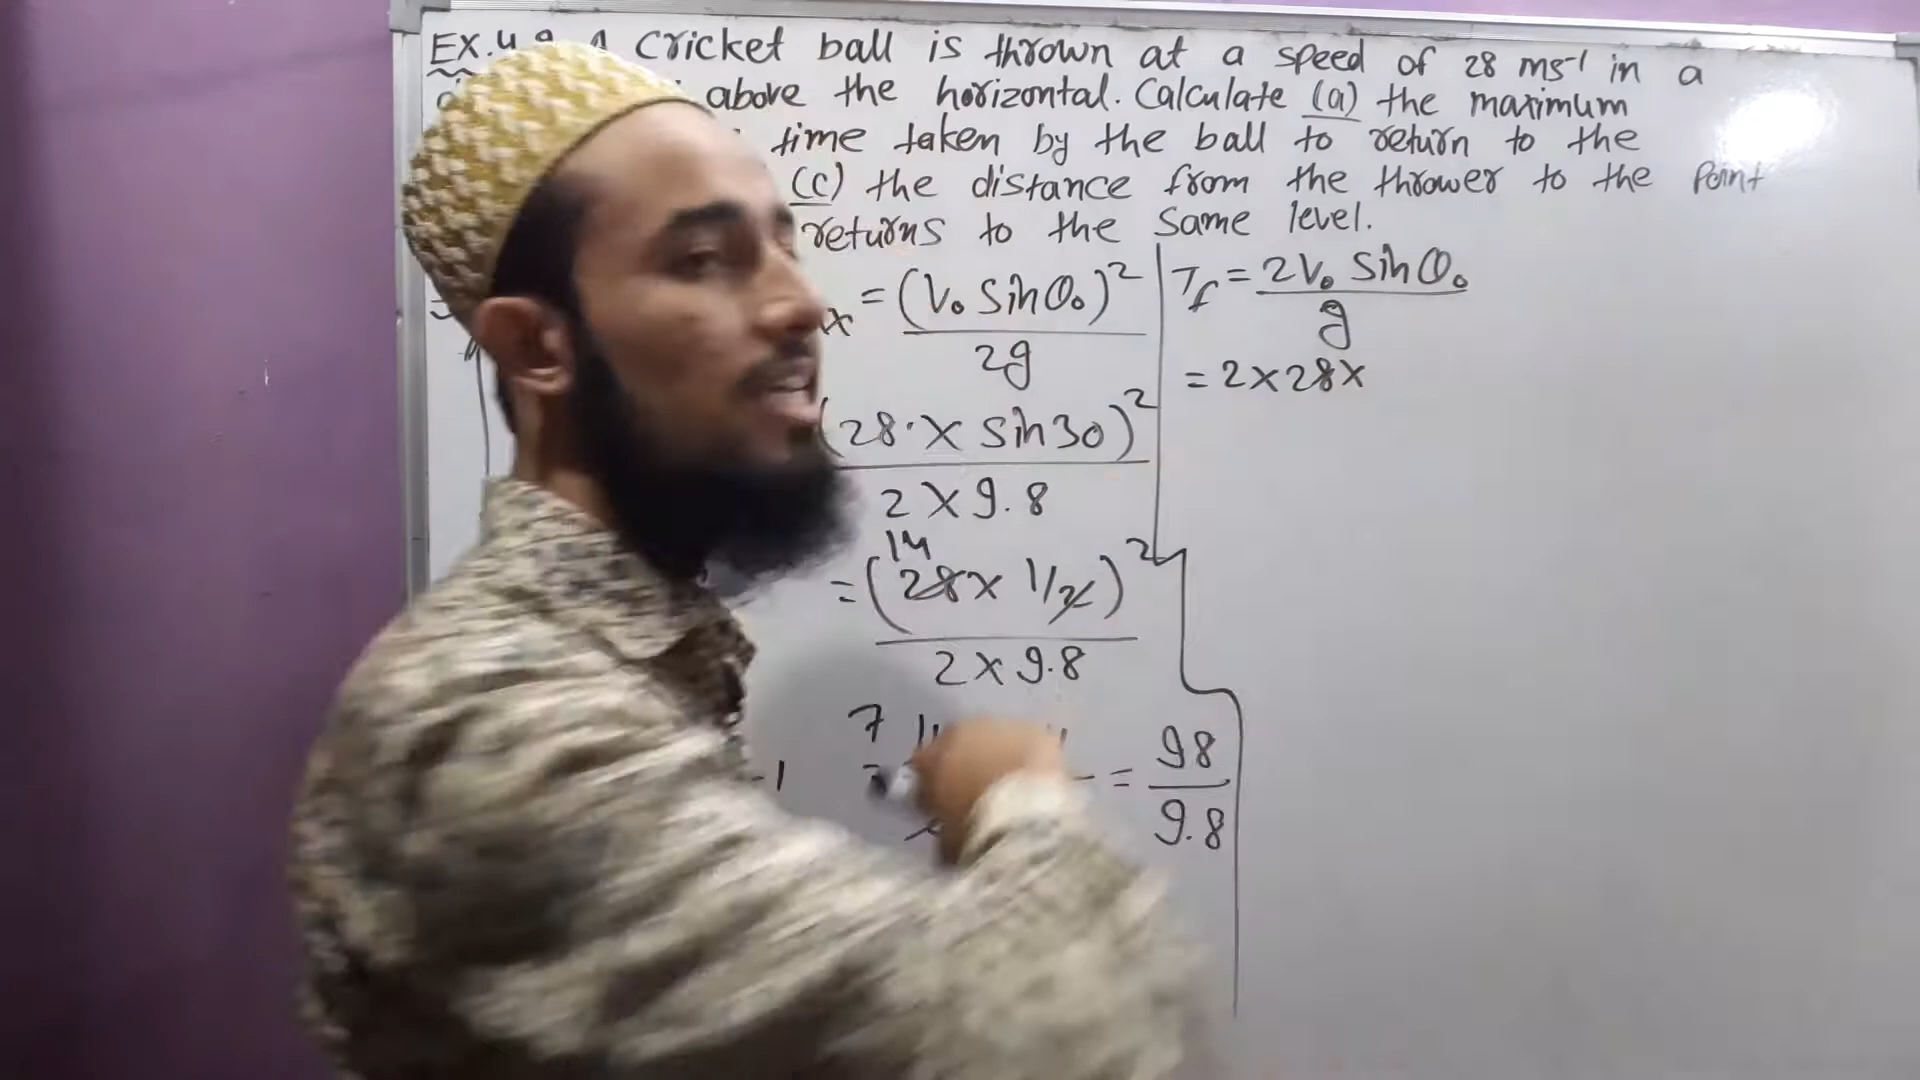 EX. 4.9 A cricket ball is thrown at a speed of 28 ms⁻¹ in a
above the horizontal. Calculate (a) the maximum
time taken by the ball to return to the
(c) the distance from the thrower to the Point
returns to the same level.
x = (V₀ sinθ₀)² / 2g
(28 · X sin30)² / 2 X 9.8
= (28 x 1/2)² / 2 X 9.8
14
7
-1
= 98 / 9.8
T_f = 2V₀ sinθ₀ / g
= 2 x 28 x